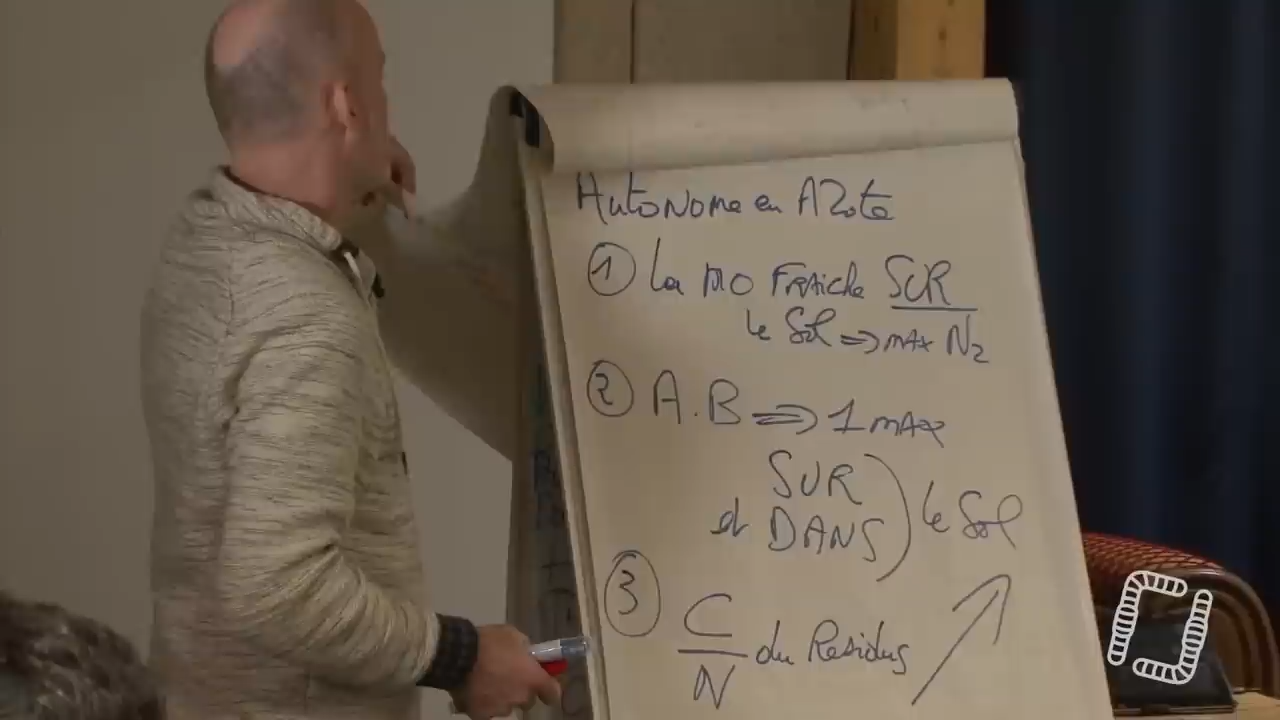 Autonome en AZote
① La MO Fraiche SUR
le Sol => max N2
② A.B => 1 max
SUR
et DANS) le Sol
③ C/N du Residus ↗